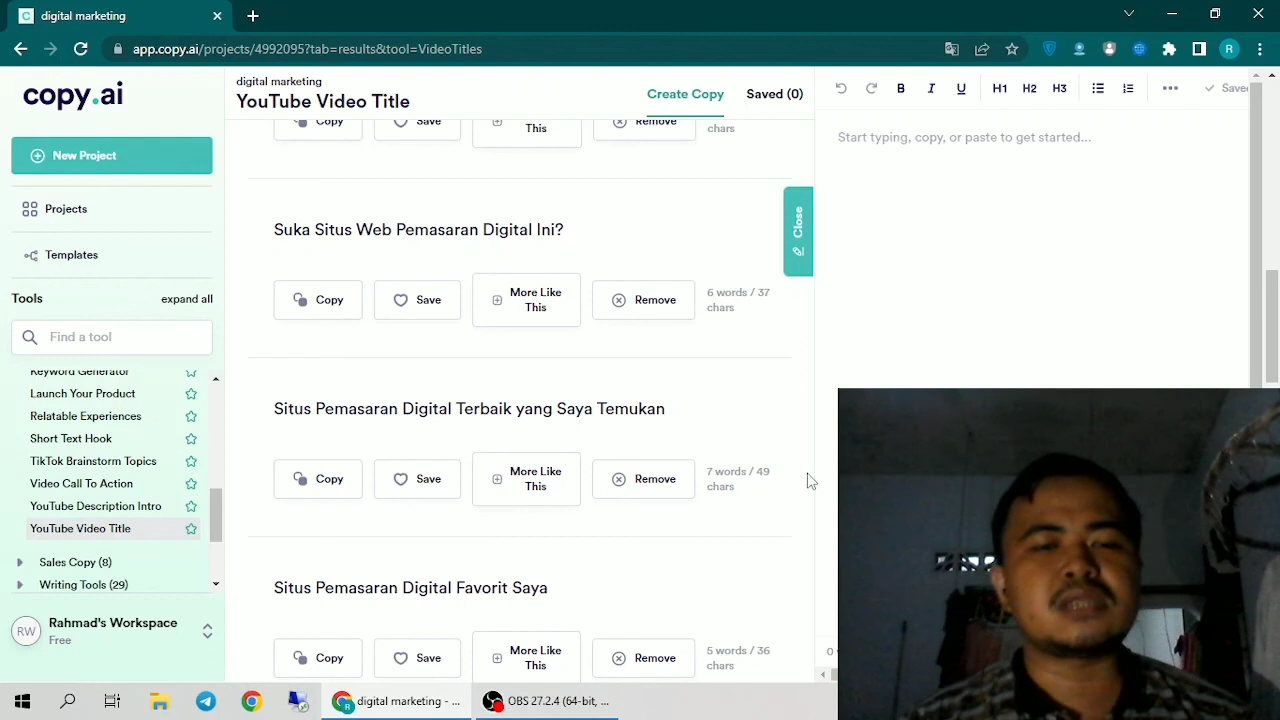 digital marketing
app.copy.ai/projects/4992095?tab=results&tool=VideoTitles
R
copy.ai
New Project
Projects
Templates
Tools
expand all
Find a tool
Keyword Generator
Launch Your Product
Relatable Experiences
Short Text Hook
TikTok Brainstorm Topics
Video Call To Action
YouTube Description Intro
YouTube Video Title
Sales Copy (8)
Writing Tools (29)
RW
Rahmad's Workspace
Free
digital marketing
YouTube Video Title
Create Copy
Saved (0)
Copy
Save
This
Remove
chars
Suka Situs Web Pemasaran Digital Ini?
Copy
Save
More Like
This
Remove
6 words / 37
chars
Situs Pemasaran Digital Terbaik yang Saya Temukan
Copy
Save
More Like
This
Remove
7 words / 49
chars
Situs Pemasaran Digital Favorit Saya
Copy
Save
More Like
This
Remove
5 words / 36
chars
Close
B
I
U
H1
H2
H3
Start typing, copy, or paste to get started...
0
digital marketing - ...
OBS 27.2.4 (64-bit, ...